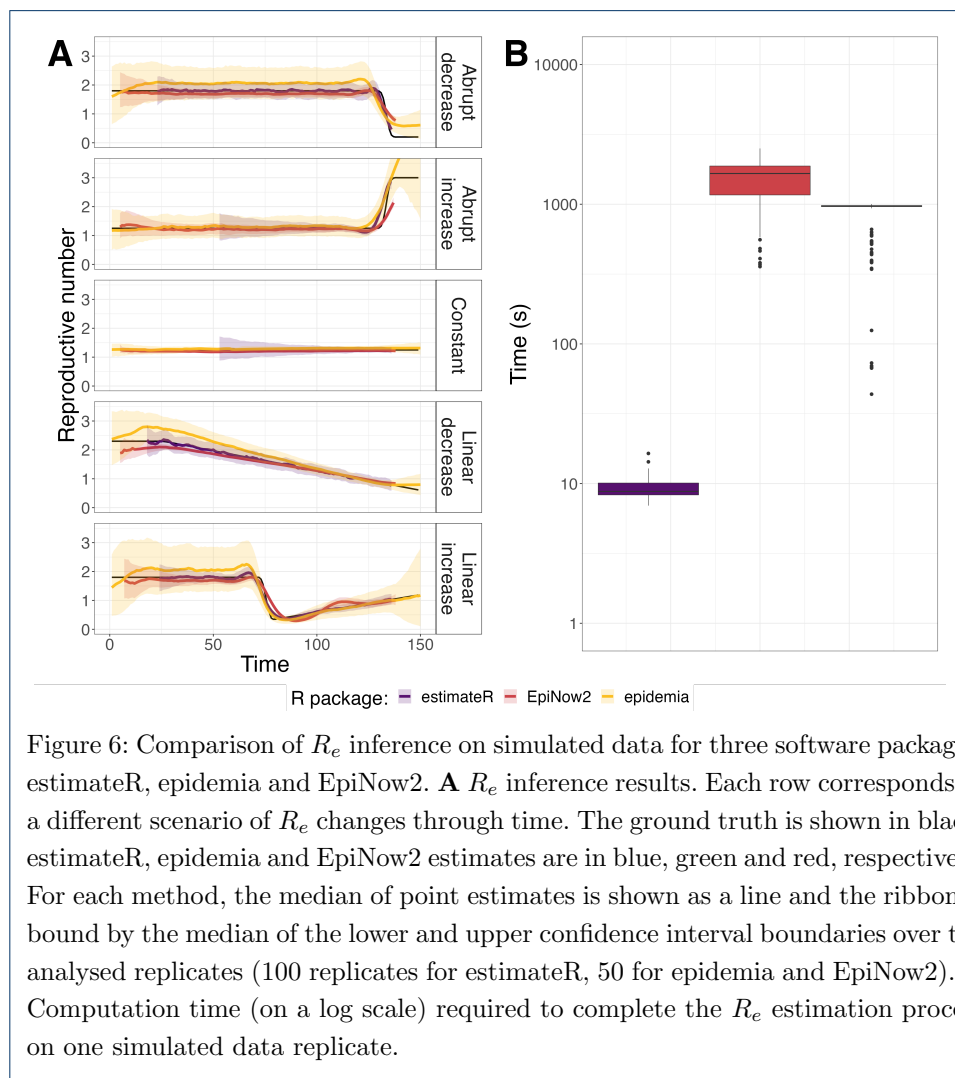 A
B
Reproductive number
3
2
1
0
Abrupt
decrease
3
2
1
0
Abrupt
increase
3
2
1
0
Constant
3
2
1
0
Linear
decrease
3
2
1
0
Linear
increase
0 50 100 150
Time
Time (s)
10000
1000
100
10
1
R package: estimateR EpiNow2 epidemia
Figure 6: Comparison of Re inference on simulated data for three software packag
estimateR, epidemia and EpiNow2. A Re inference results. Each row corresponds
a different scenario of Re changes through time. The ground truth is shown in blac
estimateR, epidemia and EpiNow2 estimates are in blue, green and red, respective
For each method, the median of point estimates is shown as a line and the ribbon
bound by the median of the lower and upper confidence interval boundaries over t
analysed replicates (100 replicates for estimateR, 50 for epidemia and EpiNow2).
Computation time (on a log scale) required to complete the Re estimation proce
on one simulated data replicate.